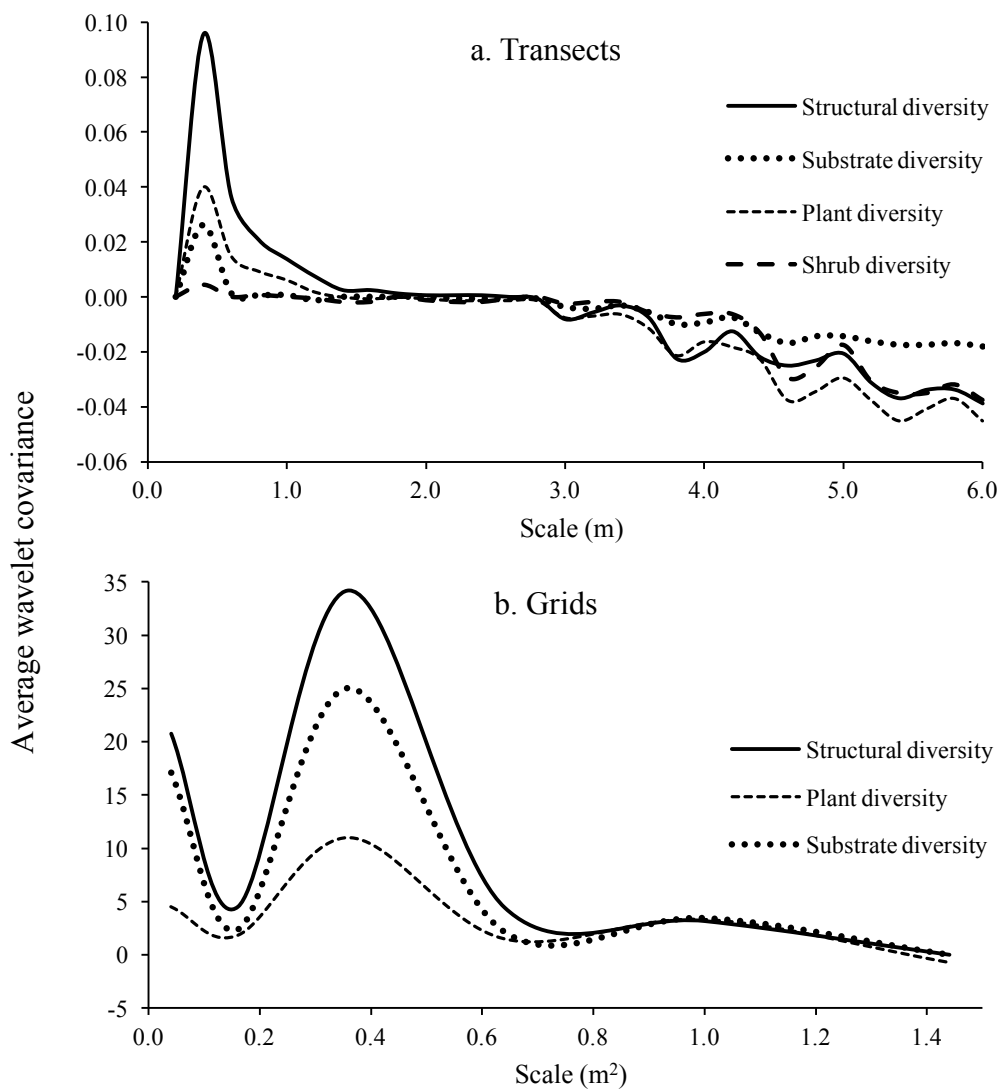 a. Transects
0.10
0.08
0.06
0.04
0.02
0.00
-0.02
-0.04
-0.06
Structural diversity
Substrate diversity
Plant diversity
Shrub diversity
0.0 1.0 2.0 3.0 4.0 5.0 6.0
Scale (m)
Average wavelet covariance
b. Grids
35
30
25
20
15
10
5
0
-5
Structural diversity
Plant diversity
Substrate diversity
0.0 0.2 0.4 0.6 0.8 1.0 1.2 1.4
Scale (m²)